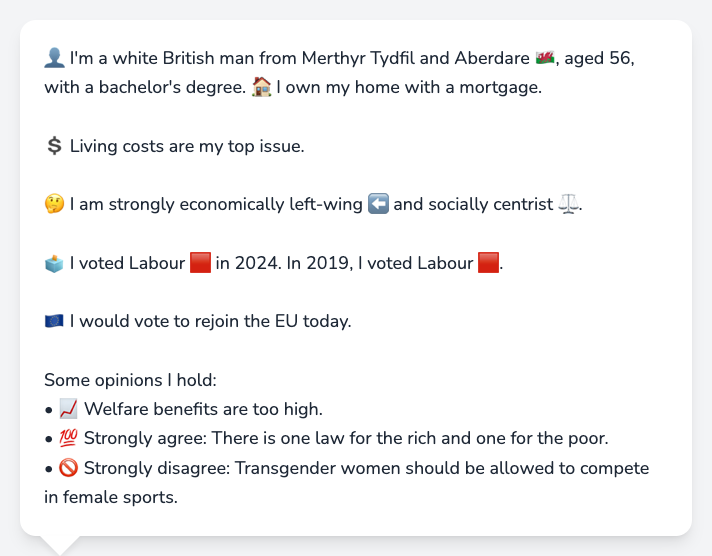 👤 I'm a white British man from Merthyr Tydfil and Aberdare 🏴󠁧󠁢󠁷󠁬󠁳󠁿, aged 56,
with a bachelor's degree. 🏠 I own my home with a mortgage.
💲 Living costs are my top issue.
🤔 I am strongly economically left-wing ⬅️ and socially centrist ⚖️.
🗳️ I voted Labour 🟥 in 2024. In 2019, I voted Labour 🟥.
🇪🇺 I would vote to rejoin the EU today.
Some opinions I hold:
• 📈 Welfare benefits are too high.
• 💯 Strongly agree: There is one law for the rich and one for the poor.
• 🚫 Strongly disagree: Transgender women should be allowed to compete
in female sports.